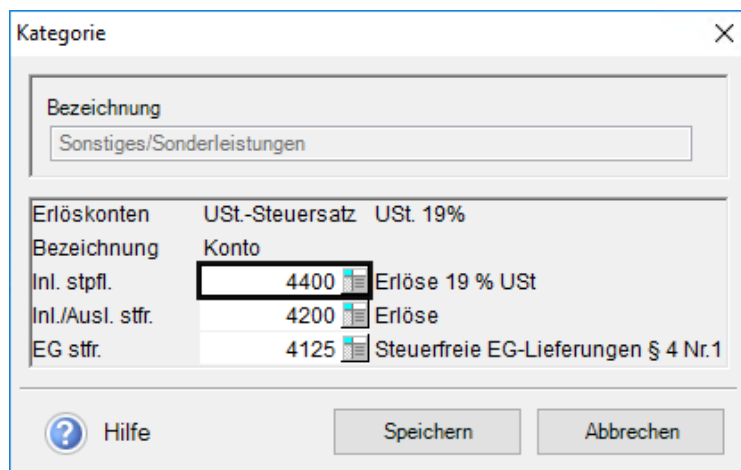 Kategorie
Bezeichnung
Sonstiges/Sonderleistungen
Erlöskonten USt.-Steuersatz USt. 19%
Bezeichnung Konto
Inl. stpfl. 4400 Erlöse 19 % USt
Inl./Ausl. stfr. 4200 Erlöse
EG stfr. 4125 Steuerfreie EG-Lieferungen § 4 Nr.1
Hilfe Speichern Abbrechen